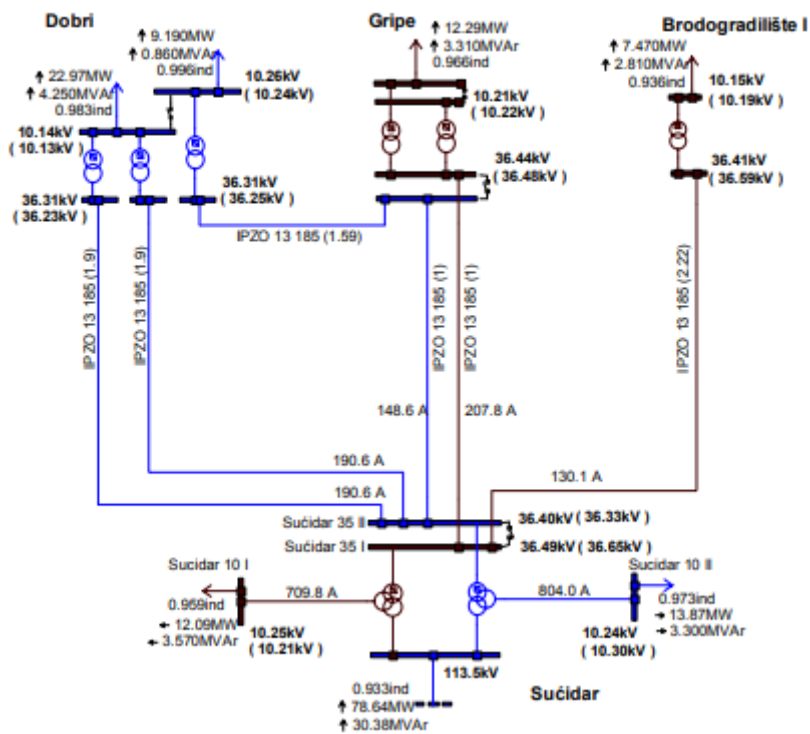 Dobri
Gripe
Brodogradilište I
9.190MW
0.860MVAr
0.996ind
12.29MW
3.310MVAr
0.966ind
7.470MW
2.810MVAr
0.936ind
22.97MW
4.250MVAr
0.983ind
10.26kV
( 10.24kV)
10.21kV
( 10.22kV)
10.15kV
( 10.19kV)
10.14kV
( 10.13kV)
36.44kV
( 36.48kV)
36.41kV
( 36.59kV)
36.31kV
( 36.23kV)
36.31kV
( 36.25kV)
IPZO 13 185 (1.59)
IPZO 13 185 (1.9)
IPZO 13 185 (1.9)
IPZO 13 185 (1)
IPZO 13 185 (1)
IPZO 13 185 (2.22)
148.6 A
207.8 A
190.6 A
190.6 A
130.1 A
Sućidar 35 II
36.40kV ( 36.33kV )
Sućidar 35 I
36.49kV ( 36.65kV )
Sucidar 10 I
Sucidar 10 II
709.8 A
804.0 A
0.959ind
12.09MW
3.570MVAr
10.25kV
( 10.21kV)
0.973ind
13.87MW
3.300MVAr
10.24kV
( 10.30kV)
113.5kV
Sućidar
0.933ind
78.64MW
30.38MVAr